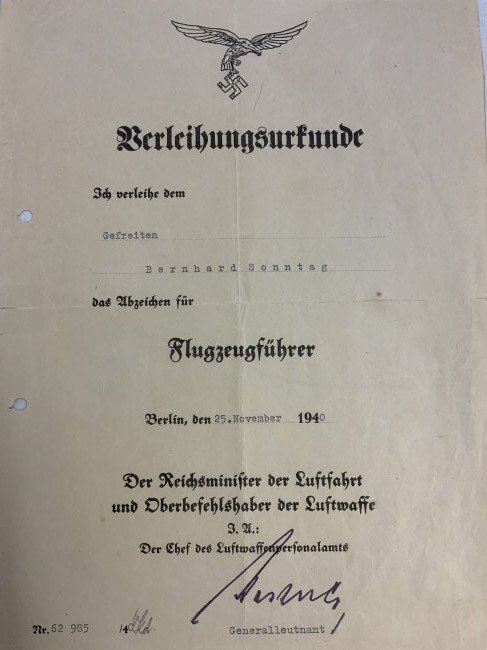 Verleihungsurkunde
Ich verleihe dem
Gefreiten
Bernhard Sonntag
das Abzeichen für
Flugzeugführer
Berlin, den 25.November 1940
Der Reichsminister der Luftfahrt
und Oberbefehlshaber der Luftwaffe
J. A.:
Der Chef des Luftwaffenpersonalamts
Generalleutnant
Nr. 62 985 /40